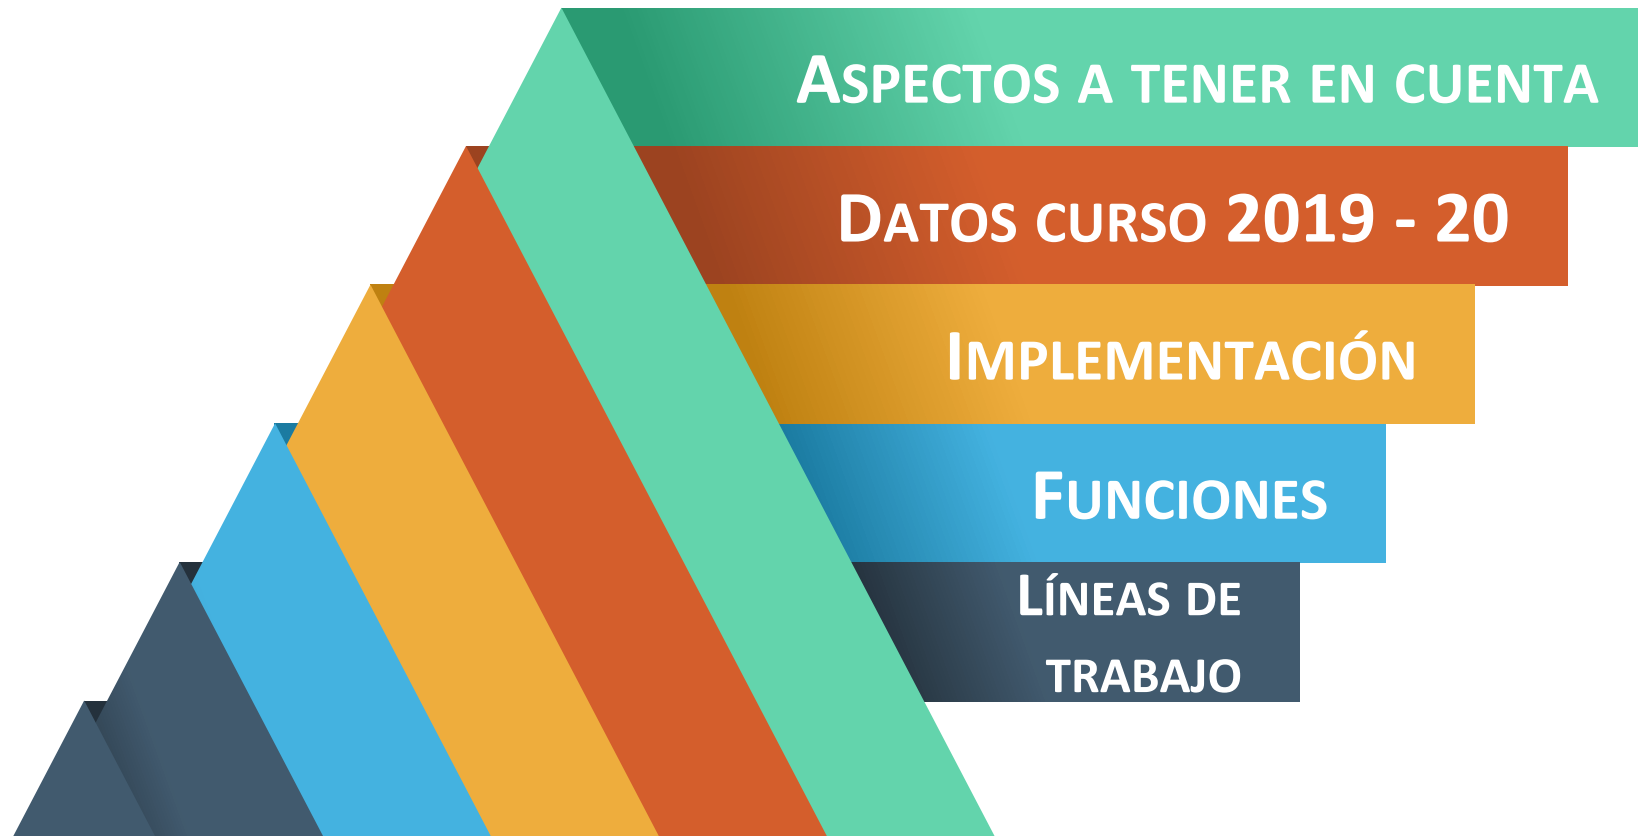 ASPECTOS A TENER EN CUENTA
DATOS CURSO 2019 - 20
IMPLEMENTACIÓN
FUNCIONES
LÍNEAS DE
TRABAJO